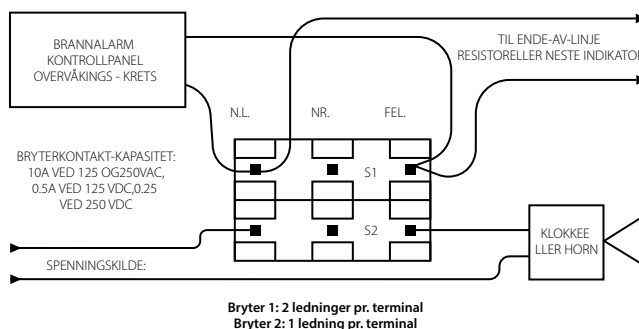 BRANNALARM
KONTROLLPANEL
OVERVÅKINGS - KRETS
TIL ENDE-AV-LINJE
RESISTORELLER NESTE INDIKATOR
N.L.
NR.
FEL.
BRYTERKONTAKT-KAPASITET:
10A VED 125 OG250VAC,
0.5A VED 125 VDC,0.25
VED 250 VDC
S1
S2
KLOKKEE
LLER HORN
SPENNINGSKILDE:
Bryter 1: 2 ledninger pr. terminal
Bryter 2: 1 ledning pr. terminal